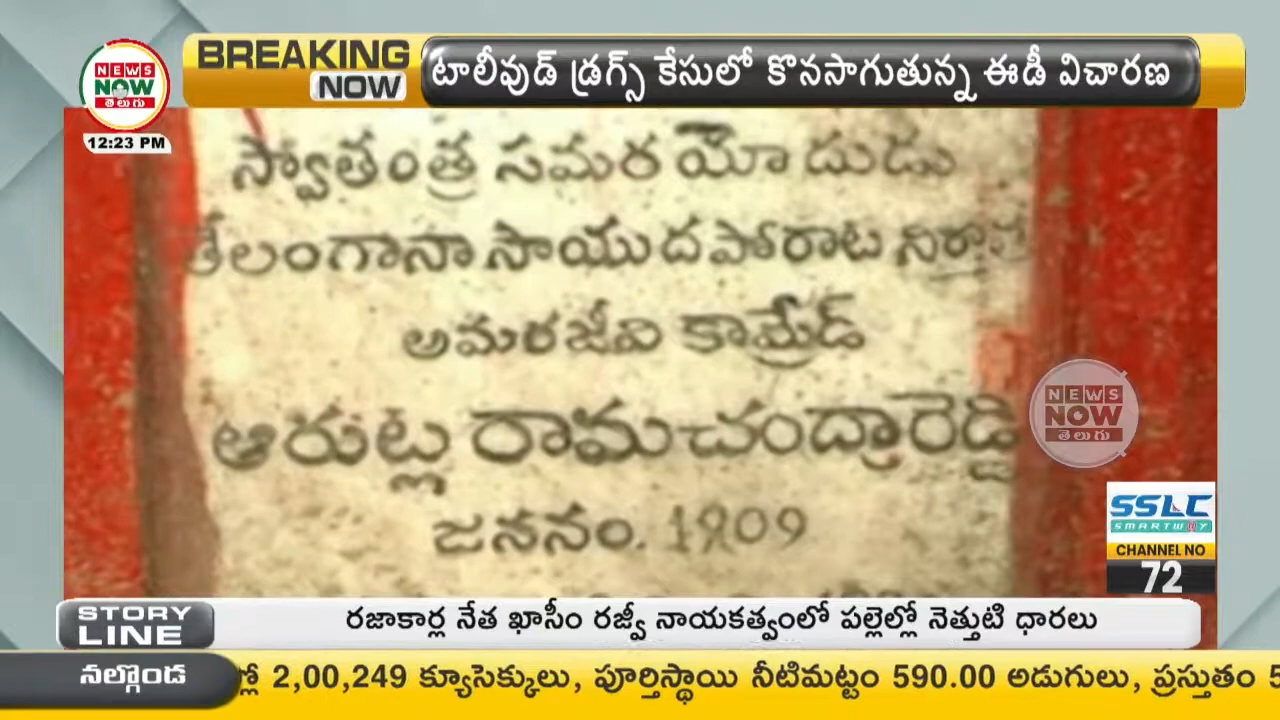 NEWS
NOW
తెలుగు
12:23 PM
BREAKING
NOW
టాలీవుడ్ డ్రగ్స్ కేసులో కొనసాగుతున్న ఈడీ విచారణ
స్వాతంత్ర సమర యోదుడు
తెలంగానా సాయుద పోరాట
అమరజీవి కామ్రేడ్
ఆరుట్ల రామచంద్రారెడ్డి
జననం. 1909
NEWS
NOW
తెలుగు
SSLC
SMARTW@Y
CHANNEL NO
72
STORY
LINE
రజాకార్ల నేత ఖాసీం రజ్వీ నాయకత్వంలో పల్లెల్లో నెత్తుటి ధారలు
నల్గొండ
ల్లో 2,00,249 క్యూసెక్కులు, పూర్తిస్థాయి నీటిమట్టం 590.00 అడుగులు, ప్రస్తుతం 5